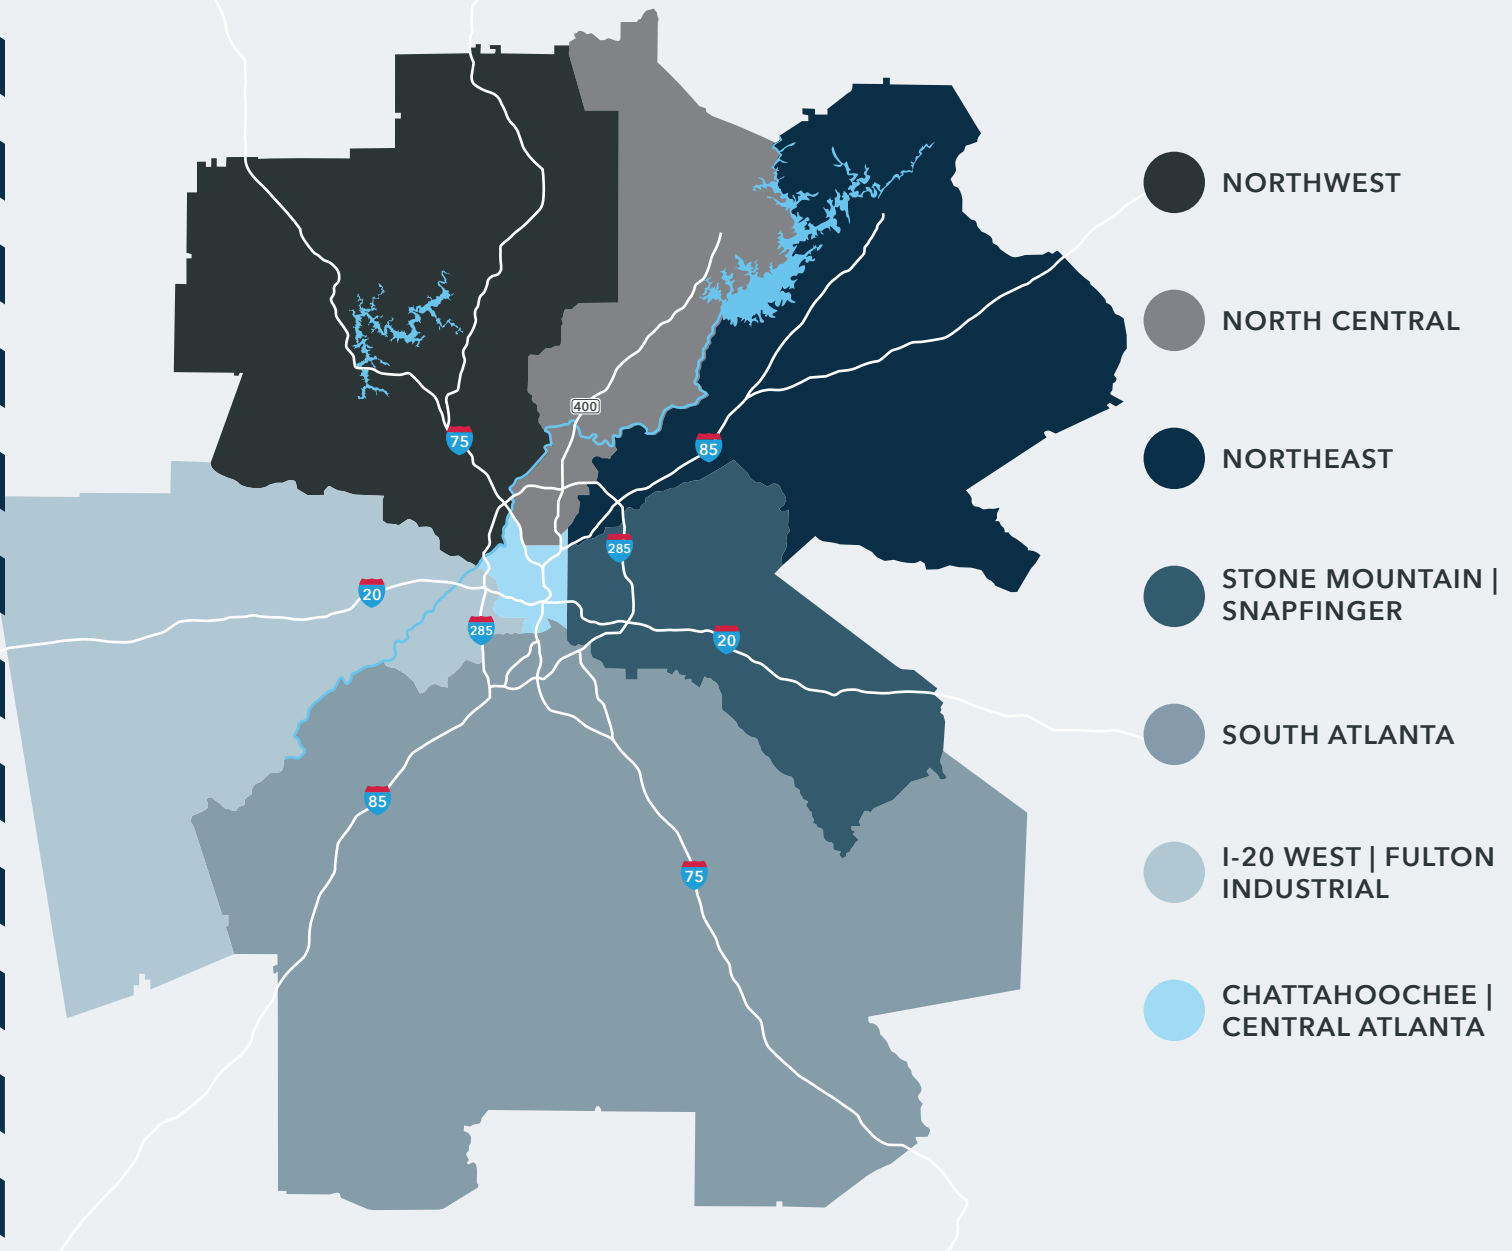 NORTHWEST
NORTH CENTRAL
400
75
85
NORTHEAST
285
STONE MOUNTAIN |
SNAPFINGER
20
285
20
SOUTH ATLANTA
85
I-20 WEST | FULTON
INDUSTRIAL
75
CHATTAHOOCHEE |
CENTRAL ATLANTA